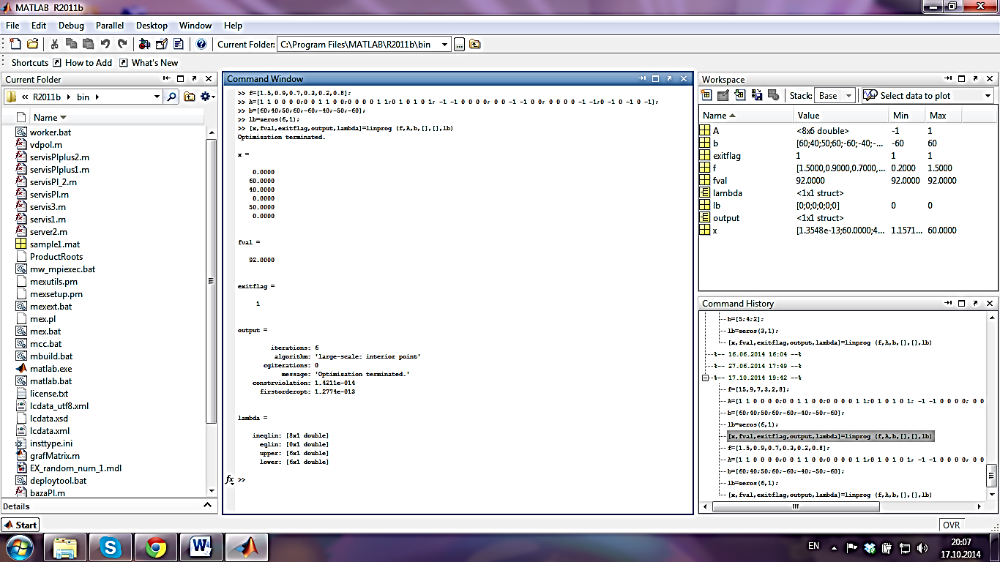 MATLAB R2011b
File Edit Debug Parallel Desktop Window Help
Current Folder: C:\Program Files\MATLAB\R2011b\bin
Shortcuts How to Add What's New
Current Folder
« R2011b bin
Name
worker.bat
vdpol.m
servisPIplus2.m
servisPIplus1.m
servisPI_2.m
servisPI.m
servis3.m
servis1.m
server2.m
sample1.mat
ProductRoots
mw_mpiexec.bat
mexutils.pm
mexsetup.pm
mexext.bat
mex.pl
mex.bat
mcc.bat
mbuild.bat
matlab.exe
matlab.bat
license.txt
lcdata_utf8.xml
lcdata.xsd
lcdata.xml
insttype.ini
grafMatrix.m
EX_random_num_1.mdl
deploytool.bat
bazaPI.m
Details
Command Window
>> f=[1.5,0.9,0.7,0.3,0.2,0.8];
>> A=[1 1 0 0 0 0;0 0 1 1 0 0;0 0 0 0 1 1;0 1 0 1 0 1; -1 -1 0 0 0 0; 0 0 -1 -1 0 0; 0 0 0 0 -1 -1;0 -1 0 -1 0 -1];
>> b=[60;40;50;60;-60;-40;-50;-60];
>> lb=zeros(6,1);
>> [x,fval,exitflag,output,lambda]=linprog (f,A,b,[],[],lb)
Optimization terminated.
x =
0.0000
60.0000
40.0000
0.0000
50.0000
0.0000
fval =
92.0000
exitflag =
1
output =
iterations: 6
algorithm: 'large-scale: interior point'
cgiterations: 0
message: 'Optimization terminated.'
constrviolation: 1.4211e-014
firstorderopt: 1.2774e-013
lambda =
ineqlin: [8x1 double]
eqlin: [0x1 double]
upper: [6x1 double]
lower: [6x1 double]
fx >>
Workspace
Stack: Base Select data to plot
Name Value Min Max
A <8x6 double> -1 1
b [60;40;50;60;-60;-40;-... -60 60
exitflag 1 1 1
f [1.5000,0.9000,0.7000,... 0.2000 1.5000
fval 92.0000 92.0000 92.0000
lambda <1x1 struct>
lb [0;0;0;0;0;0] 0 0
output <1x1 struct>
x [1.3548e-13;60.0000;4... 1.1571... 60.0000
Command History
b=[5;4;2];
lb=zeros(3,1);
[x,fval,exitflag,output,lambda]=linprog (f,A,b,[],[],lb)
%-- 16.06.2014 16:04 --%
%-- 27.06.2014 17:49 --%
%-- 17.10.2014 19:42 --%
f=[15,9,7,3,2,8];
A=[1 1 0 0 0 0;0 0 1 1 0 0;0 0 0 0 1 1;0 1 0 1 0 1; -1 -1 0 0 0 0; 0 0
b=[60;40;50;60;-60;-40;-50;-60];
lb=zeros(6,1);
[x,fval,exitflag,output,lambda]=linprog (f,A,b,[],[],lb)
f=[1.5,0.9,0.7,0.3,0.2,0.8];
A=[1 1 0 0 0 0;0 0 1 1 0 0;0 0 0 0 1 1;0 1 0 1 0 1; -1 -1 0 0 0 0; 0 0
b=[60;40;50;60;-60;-40;-50;-60];
lb=zeros(6,1);
[x,fval,exitflag,output,lambda]=linprog (f,A,b,[],[],lb)
Start
OVR
EN
20:07
17.10.2014